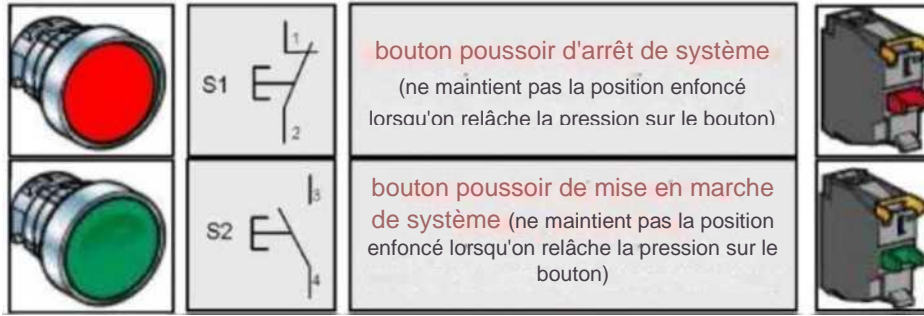 1
S1
2
bouton poussoir d'arrêt de système
(ne maintient pas la position enfoncé
lorsqu'on relâche la pression sur le bouton)
3
S2
4
bouton poussoir de mise en marche
de système (ne maintient pas la position
enfoncé lorsqu'on relâche la pression sur le
bouton)